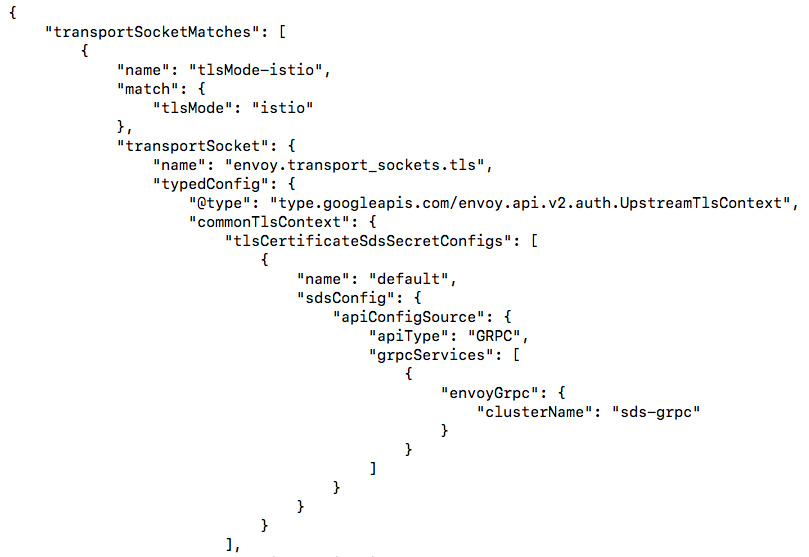 {
    "transportSocketMatches": [
        {
            "name": "tlsMode-istio",
            "match": {
                "tlsMode": "istio"
            },
            "transportSocket": {
                "name": "envoy.transport_sockets.tls",
                "typedConfig": {
                    "@type": "type.googleapis.com/envoy.api.v2.auth.UpstreamTlsContext",
                    "commonTlsContext": {
                        "tlsCertificateSdsSecretConfigs": [
                            {
                                "name": "default",
                                "sdsConfig": {
                                    "apiConfigSource": {
                                        "apiType": "GRPC",
                                        "grpcServices": [
                                            {
                                                "envoyGrpc": {
                                                    "clusterName": "sds-grpc"
                                                }
                                            }
                                        ]
                                    }
                                }
                            }
                        ],